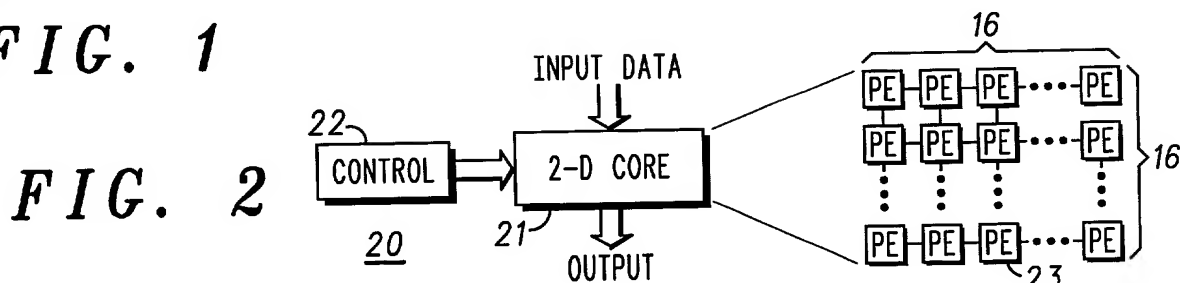 FIG. 1
FIG. 2
INPUT DATA
22
CONTROL
2-D CORE
21
20
OUTPUT
16
PE PE PE PE
PE PE PE PE
16
PE PE PE PE
23